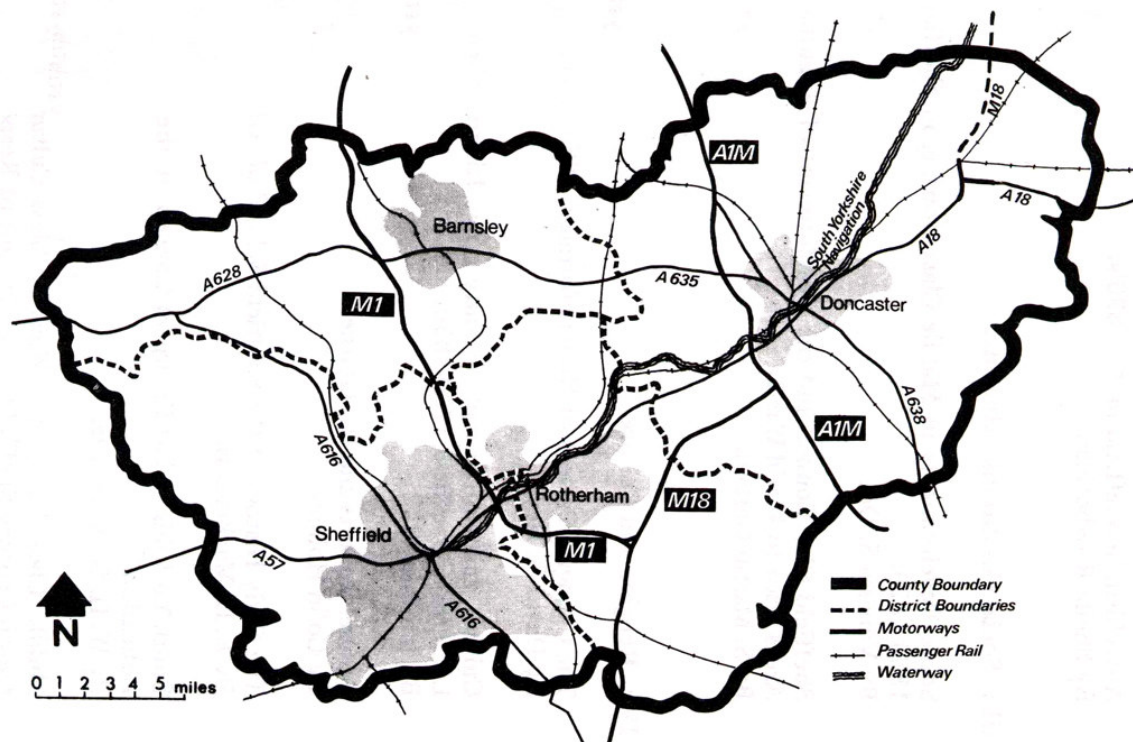 A1M
M18
A18
South Yorkshire
Navigation
Barnsley
A18
A628
A635
M1
Doncaster
A638
A616
A1M
Rotherham
M18
Sheffield
M1
A57
A616
N
0 1 2 3 4 5 miles
County Boundary
District Boundaries
Motorways
Passenger Rail
Waterway